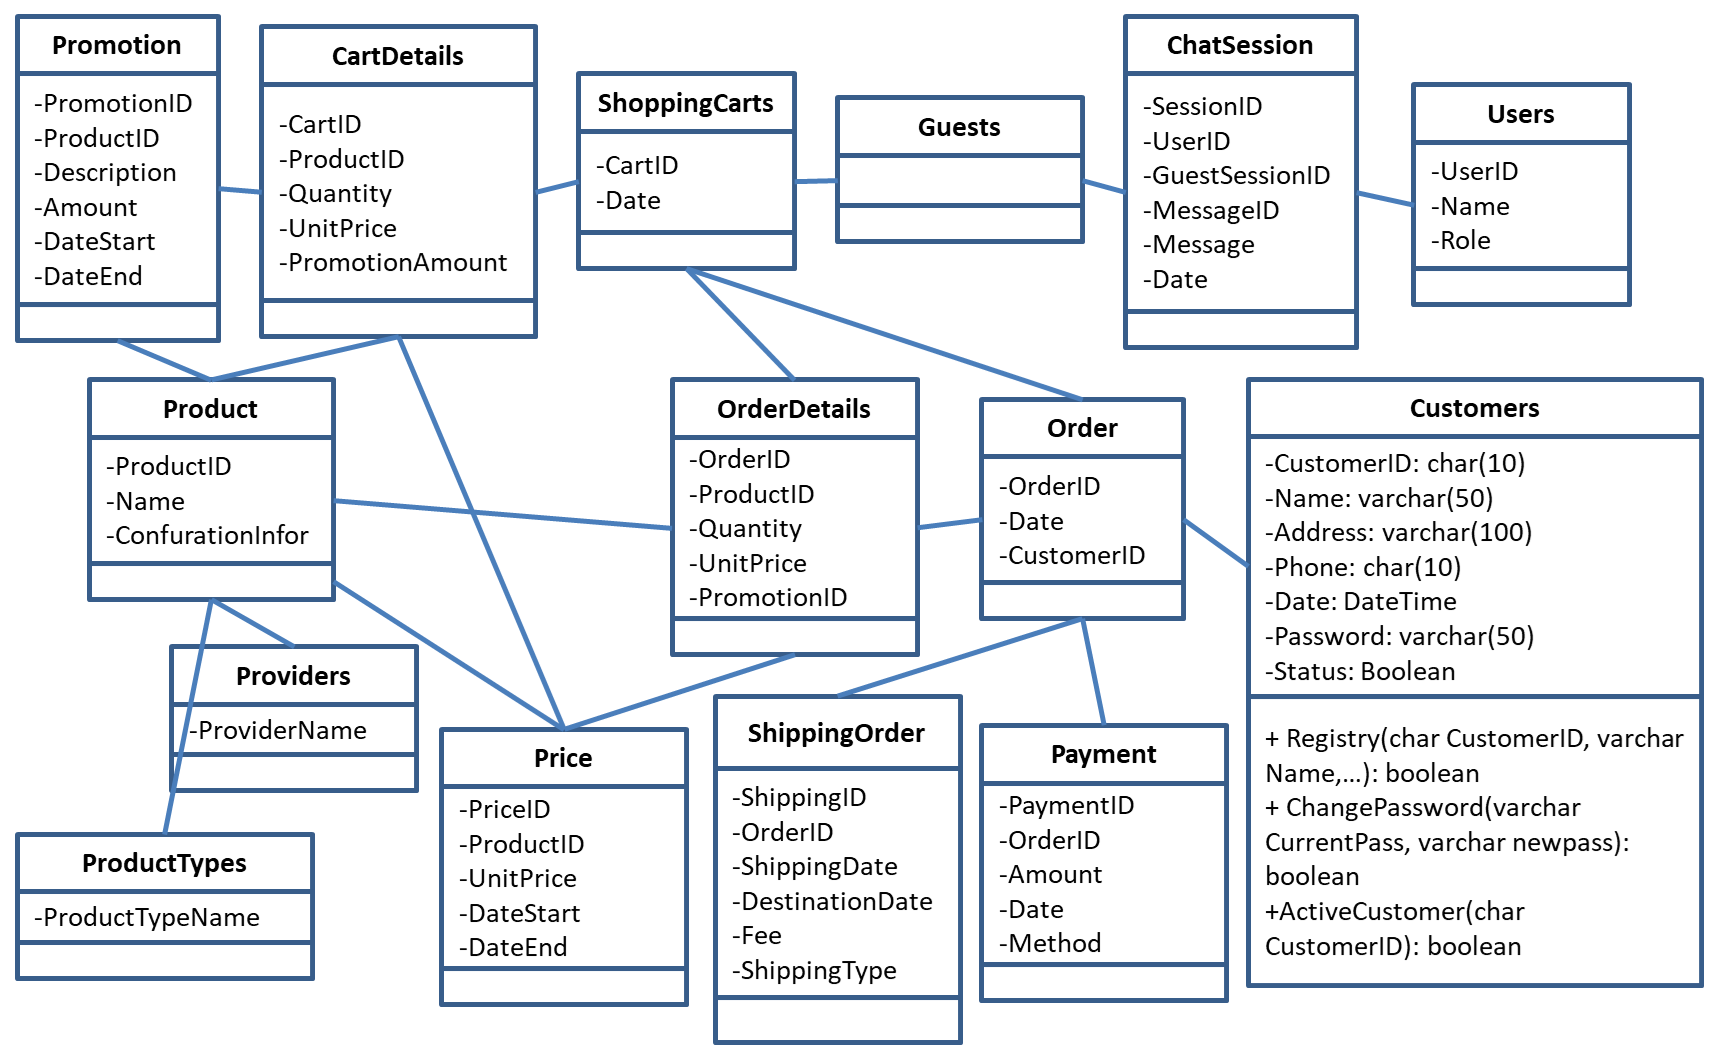 Promotion
-PromotionID
-ProductID
-Description
-Amount
-DateStart
-DateEnd
CartDetails
-CartID
-ProductID
-Quantity
-UnitPrice
-PromotionAmount
ShoppingCarts
-CartID
-Date
Guests
ChatSession
-SessionID
-UserID
-GuestSessionID
-MessageID
-Message
-Date
Users
-UserID
-Name
-Role
Product
-ProductID
-Name
-ConfurationInfor
OrderDetails
-OrderID
-ProductID
-Quantity
-UnitPrice
-PromotionID
Order
-OrderID
-Date
-CustomerID
Customers
-CustomerID: char(10)
-Name: varchar(50)
-Address: varchar(100)
-Phone: char(10)
-Date: DateTime
-Password: varchar(50)
-Status: Boolean
+ Registry(char CustomerID, varchar
Name,...): boolean
+ ChangePassword(varchar
CurrentPass, varchar newpass):
boolean
+ActiveCustomer(char
CustomerID): boolean
Providers
-ProviderName
ProductTypes
-ProductTypeName
Price
-PriceID
-ProductID
-UnitPrice
-DateStart
-DateEnd
ShippingOrder
-ShippingID
-OrderID
-ShippingDate
-DestinationDate
-Fee
-ShippingType
Payment
-PaymentID
-OrderID
-Amount
-Date
-Method